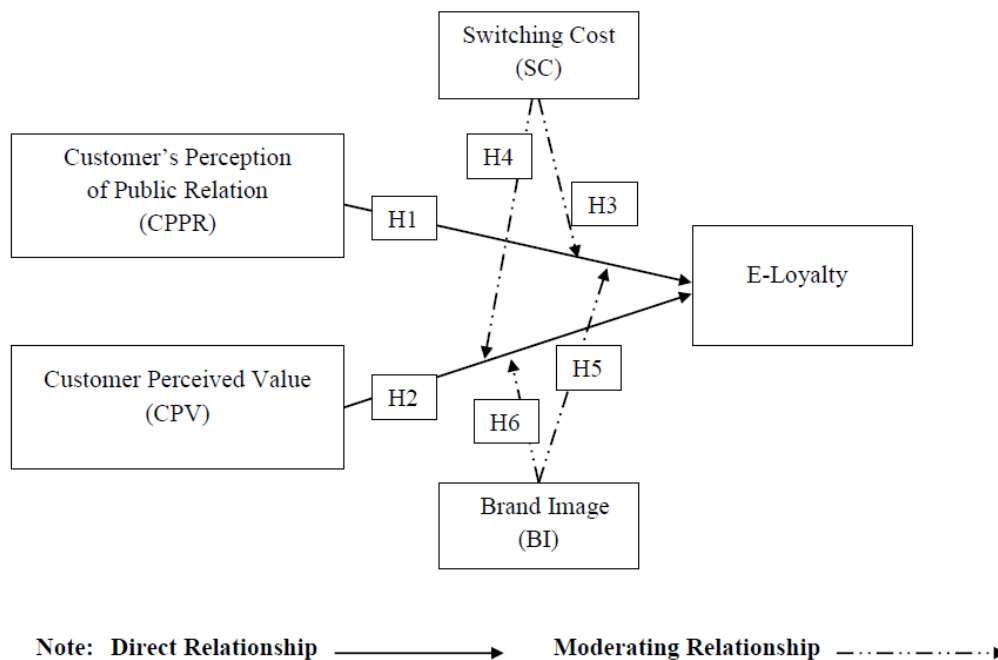 Switching Cost
(SC)
Customer’s Perception
of Public Relation
(CPPR)
H4
H3
H1
E-Loyalty
Customer Perceived Value
(CPV)
H2
H5
H6
Brand Image
(BI)
Note: Direct Relationship
Moderating Relationship